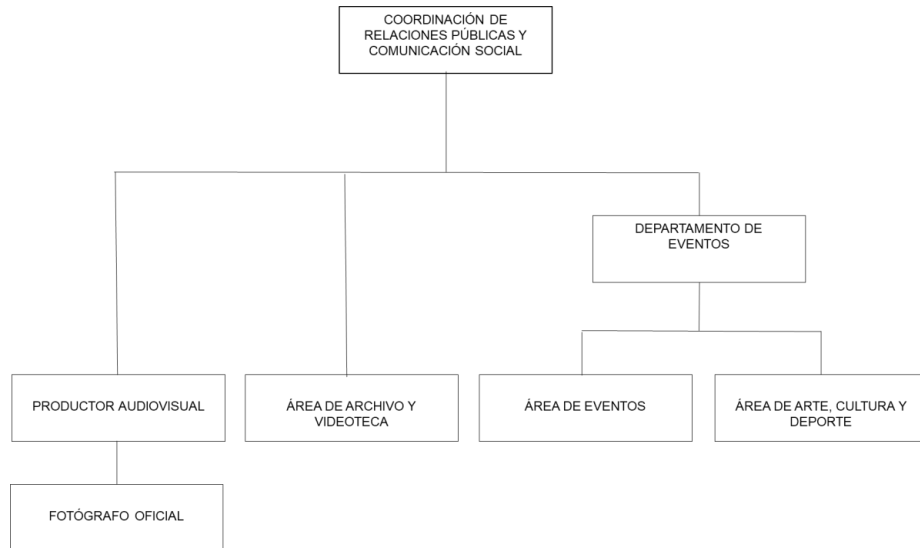 COORDINACIÓN DE
RELACIONES PÚBLICAS Y
COMUNICACIÓN SOCIAL
DEPARTAMENTO DE
EVENTOS
PRODUCTOR AUDIOVISUAL
ÁREA DE ARCHIVO Y
VIDEOTECA
ÁREA DE EVENTOS
ÁREA DE ARTE, CULTURA Y
DEPORTE
FOTÓGRAFO OFICIAL